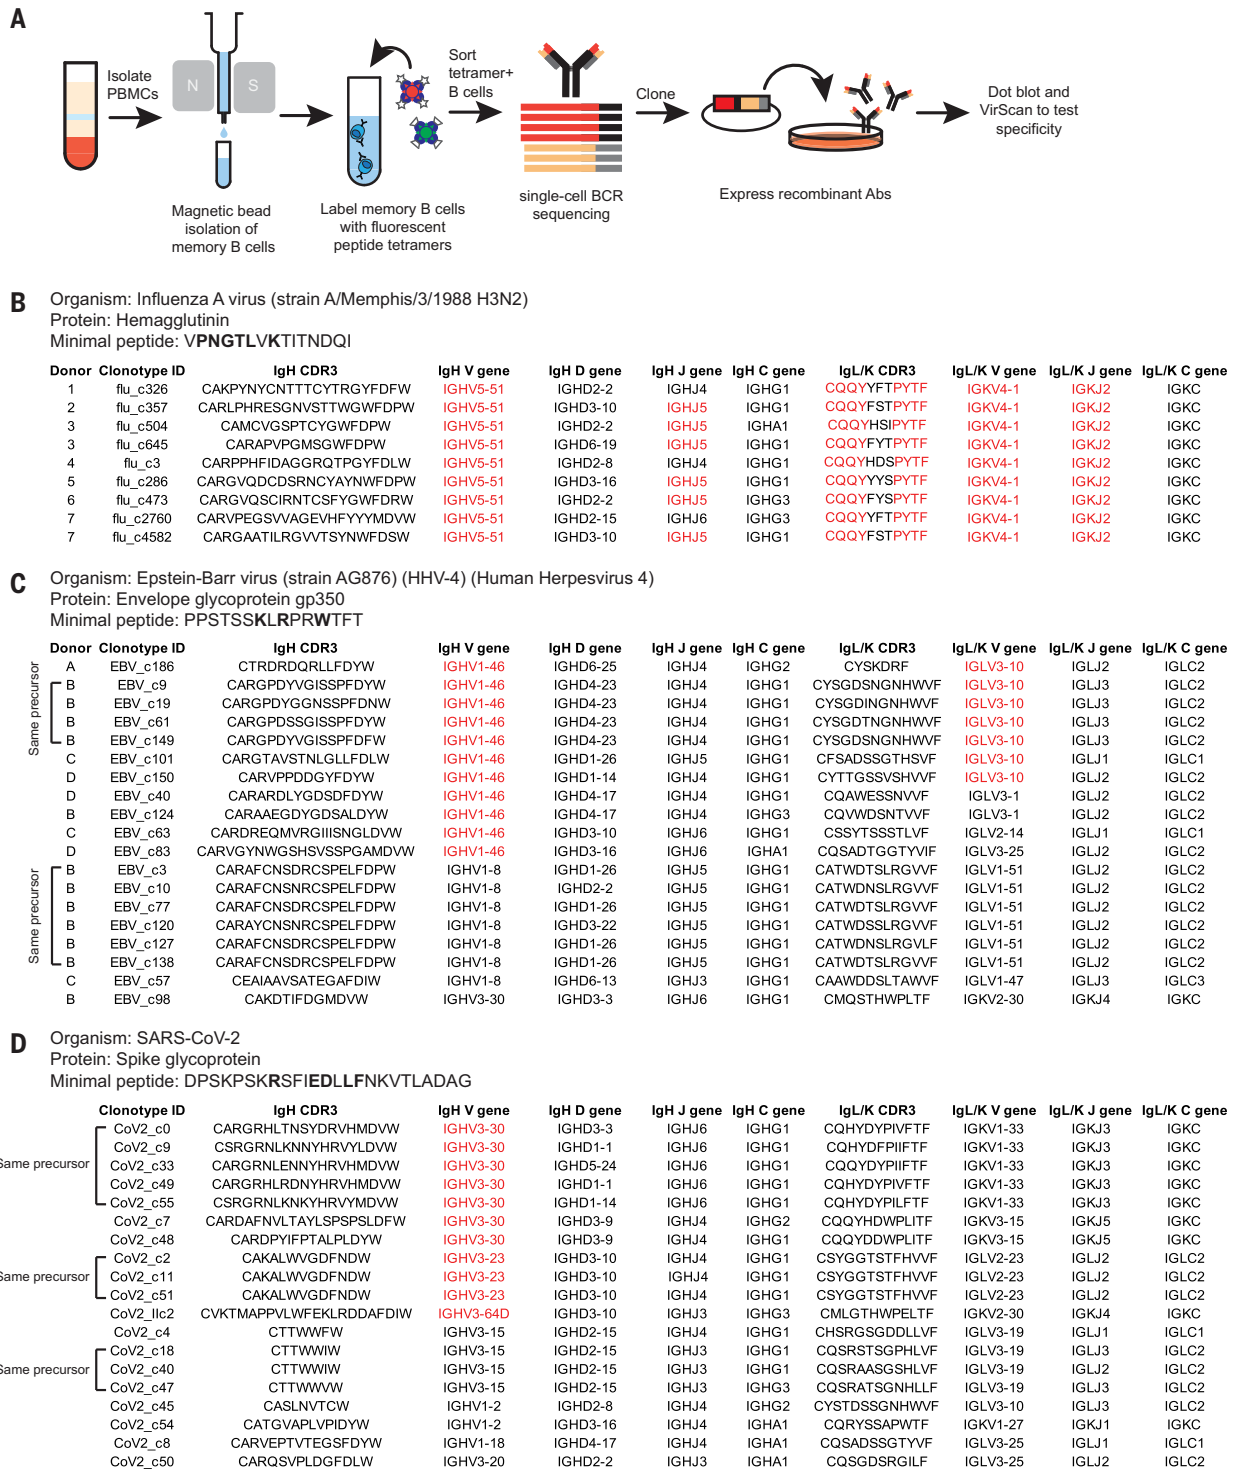 A
Isolate
PBMCs
N
S
Magnetic bead
isolation of
memory B cells
Label memory B cells
with fluorescent
peptide tetramers
Sort
tetramer+
B cells
single-cell BCR
sequencing
Clone
Express recombinant Abs
Dot blot and
VirScan to test
specificity
B
Organism: Influenza A virus (strain A/Memphis/3/1988 H3N2)
Protein: Hemagglutinin
Minimal peptide: VPNGTLVKTITNDQI
Donor Clonotype ID IgH CDR3 IgH V gene IgH D gene IgH J gene IgH C gene IgL/K CDR3 IgL/K V gene IgL/K J gene IgL/K C gene
1 flu_c326 CAKPYNYCNTTTCYTRGYFDFW IGHV5-51 IGHD2-2 IGHJ4 IGHG1 CQQYYFTPYTF IGKV4-1 IGKJ2 IGKC
2 flu_c357 CARLPHRESGNVSTTWGWFDPW IGHV5-51 IGHD3-10 IGHJ5 IGHG1 CQQYFSTPYTF IGKV4-1 IGKJ2 IGKC
3 flu_c504 CAMCVGSPTCYGWFDPW IGHV5-51 IGHD2-2 IGHJ5 IGHA1 CQQYHSIPYTF IGKV4-1 IGKJ2 IGKC
3 flu_c645 CARAPVPGMSGWFDPW IGHV5-51 IGHD6-19 IGHJ5 IGHG1 CQQYFYTPYTF IGKV4-1 IGKJ2 IGKC
4 flu_c3 CARPPHFIDAGGRQTPGYFDLW IGHV5-51 IGHD2-8 IGHJ4 IGHG1 CQQYHDSPYTF IGKV4-1 IGKJ2 IGKC
5 flu_c286 CARGVQDCDSRNCYAYNWFDPW IGHV5-51 IGHD3-16 IGHJ5 IGHG1 CQQYYYSPYTF IGKV4-1 IGKJ2 IGKC
6 flu_c473 CARGVQSCIRNTCSFYGWFDRW IGHV5-51 IGHD2-2 IGHJ5 IGHG3 CQQYFYSPYTF IGKV4-1 IGKJ2 IGKC
7 flu_c2760 CARVPEGSVVAGEVHFYYYMDVW IGHV5-51 IGHD2-15 IGHJ6 IGHG3 CQQYYFTPYTF IGKV4-1 IGKJ2 IGKC
7 flu_c4582 CARGAATILRGVVTSYNWFDSW IGHV5-51 IGHD3-10 IGHJ5 IGHG1 CQQYFSTPYTF IGKV4-1 IGKJ2 IGKC
C
Organism: Epstein-Barr virus (strain AG876) (HHV-4) (Human Herpesvirus 4)
Protein: Envelope glycoprotein gp350
Minimal peptide: PPSTSSKLRPRWTFT
Donor Clonotype ID IgH CDR3 IgH V gene IgH D gene IgH J gene IgH C gene IgL/K CDR3 IgL/K V gene IgL/K J gene IgL/K C gene
Same precursor
A EBV_c186 CTRDRDQRLLFDYW IGHV1-46 IGHD6-25 IGHJ4 IGHG2 CYSKDRF IGLV3-10 IGLJ2 IGLC2
B EBV_c9 CARGPDYVGISSPFDYW IGHV1-46 IGHD4-23 IGHJ4 IGHG1 CYSGDSNGNHWVF IGLV3-10 IGLJ3 IGLC2
B EBV_c19 CARGPDYGGNSSPFDNW IGHV1-46 IGHD4-23 IGHJ4 IGHG1 CYSGDINGNHWVF IGLV3-10 IGLJ3 IGLC2
B EBV_c61 CARGPDSSGISSPFDYW IGHV1-46 IGHD4-23 IGHJ4 IGHG1 CYSGDTNGNHWVF IGLV3-10 IGLJ3 IGLC2
B EBV_c149 CARGPDYVGISSPFDFW IGHV1-46 IGHD4-23 IGHJ4 IGHG1 CYSGDSNGNHWVF IGLV3-10 IGLJ3 IGLC2
C EBV_c101 CARGTAVSTNLGLLFDLW IGHV1-46 IGHD1-26 IGHJ5 IGHG1 CFSADSSGTHSVF IGLV3-10 IGLJ1 IGLC1
D EBV_c150 CARVPPDDGYFDYW IGHV1-46 IGHD1-14 IGHJ4 IGHG1 CYTTGSSVSHVVF IGLV3-10 IGLJ2 IGLC2
D EBV_c40 CARARDLYGDSDFDYW IGHV1-46 IGHD4-17 IGHJ4 IGHG1 CQAWESSNVVF IGLV3-1 IGLJ2 IGLC2
B EBV_c124 CARAAEGDYGDSALDYW IGHV1-46 IGHD4-17 IGHJ4 IGHG3 CQVWDSNTVVF IGLV3-1 IGLJ2 IGLC2
C EBV_c63 CARDREQMVRGIIISNGLDVW IGHV1-46 IGHD3-10 IGHJ6 IGHG1 CSSYTSSSTLVF IGLV2-14 IGLJ1 IGLC1
D EBV_c83 CARVGYNWGSHSVSSPGAMDVW IGHV1-46 IGHD3-16 IGHJ6 IGHA1 CQSADTGGTYVIF IGLV3-25 IGLJ2 IGLC2
Same precursor
B EBV_c3 CARAFCNSDRCSPELFDPW IGHV1-8 IGHD1-26 IGHJ5 IGHG1 CATWDTSLRGVVF IGLV1-51 IGLJ2 IGLC2
B EBV_c10 CARAFCNSDRCSPELFDPW IGHV1-8 IGHD2-2 IGHJ5 IGHG1 CATWDNSLRGVVF IGLV1-51 IGLJ2 IGLC2
B EBV_c77 CARAFCNSDRCSPELFDPW IGHV1-8 IGHD1-26 IGHJ5 IGHG1 CATWDTSLRGVVF IGLV1-51 IGLJ2 IGLC2
B EBV_c120 CARAYCNSDRCSPELFDPW IGHV1-8 IGHD3-22 IGHJ5 IGHG1 CATWDSSLRGVVF IGLV1-51 IGLJ2 IGLC2
B EBV_c127 CARAFCNSDRCSPELFDPW IGHV1-8 IGHD1-26 IGHJ5 IGHG1 CATWDNSLRGVLF IGLV1-51 IGLJ2 IGLC2
B EBV_c138 CARAFCNSDRCSPELFDPW IGHV1-8 IGHD1-26 IGHJ5 IGHG1 CATWDTSLRGVVF IGLV1-51 IGLJ2 IGLC2
C EBV_c57 CEAIAAVSATEGAFDIW IGHV1-8 IGHD6-13 IGHJ3 IGHG1 CAAWDDSLTAWVF IGLV1-47 IGLJ3 IGLC3
B EBV_c98 CAKDTIFDGMDVW IGHV3-30 IGHD3-3 IGHJ6 IGHG1 CMQSTHWPLTF IGKV2-30 IGKJ4 IGKC
D
Organism: SARS-CoV-2
Protein: Spike glycoprotein
Minimal peptide: DPSKPSKRSFIEDLLFNKVTLADAG
Clonotype ID IgH CDR3 IgH V gene IgH D gene IgH J gene IgH C gene IgL/K CDR3 IgL/K V gene IgL/K J gene IgL/K C gene
CoV2_c0 CARGRHLTNSYDRVHMDVW IGHV3-30 IGHD3-3 IGHJ6 IGHG1 CQHYDYPIVFTF IGKV1-33 IGKJ3 IGKC
CoV2_c9 CSRGRNLKNNYHRVYLDVW IGHV3-30 IGHD1-1 IGHJ6 IGHG1 CQHYDFPIIFTF IGKV1-33 IGKJ3 IGKC
Same precursor CoV2_c33 CARGRNLENNYHRVHMDVW IGHV3-30 IGHD5-24 IGHJ6 IGHG1 CQQYDYPIIFTF IGKV1-33 IGKJ3 IGKC
CoV2_c49 CARGRHLRDNYHRVHMDVW IGHV3-30 IGHD1-1 IGHJ6 IGHG1 CQHYDYPIVFTF IGKV1-33 IGKJ3 IGKC
CoV2_c55 CSRGRNLKNKYHRVYMDVW IGHV3-30 IGHD1-14 IGHJ6 IGHG1 CQHYDYPILFTF IGKV1-33 IGKJ3 IGKC
CoV2_c7 CARDAFNVLTAYLSPSPSLDFW IGHV3-30 IGHD3-9 IGHJ4 IGHG2 CQQYHDWPLITF IGKV3-15 IGKJ5 IGKC
CoV2_c48 CARDPYIFPTALPLDYW IGHV3-30 IGHD3-9 IGHJ4 IGHG1 CQQYDDWPLITF IGKV3-15 IGKJ5 IGKC
CoV2_c2 CAKALWVGDFNDW IGHV3-23 IGHD3-10 IGHJ4 IGHG1 CSYGGTSTFHVVF IGLV2-23 IGLJ2 IGLC2
Same precursor CoV2_c11 CAKALWVGDFNDW IGHV3-23 IGHD3-10 IGHJ4 IGHG1 CSYGGTSTFHVVF IGLV2-23 IGLJ2 IGLC2
CoV2_c51 CAKALWVGDFNDW IGHV3-23 IGHD3-10 IGHJ4 IGHG1 CSYGGTSTFHVVF IGLV2-23 IGLJ2 IGLC2
CoV2_IIc2 CVKTMAPPVLWFEKLRDDAFDIW IGHV3-64D IGHD3-10 IGHJ3 IGHG3 CMLGTHWPELTF IGKV2-30 IGKJ4 IGKC
CoV2_c4 CTTWWFW IGHV3-15 IGHD2-15 IGHJ4 IGHG1 CHSRGSGDDLLVF IGLV3-19 IGLJ1 IGLC1
CoV2_c18 CTTWWIW IGHV3-15 IGHD2-15 IGHJ3 IGHG1 CQSRSTSGPHLVF IGLV3-19 IGLJ3 IGLC2
Same precursor CoV2_c40 CTTWWIW IGHV3-15 IGHD2-15 IGHJ3 IGHG1 CQSRAASGSHLVF IGLV3-19 IGLJ2 IGLC2
CoV2_c47 CTTWWVW IGHV3-15 IGHD2-15 IGHJ3 IGHG3 CQSRATSGNHLLF IGLV3-19 IGLJ3 IGLC2
CoV2_c45 CASLNVTCW IGHV1-2 IGHD2-8 IGHJ4 IGHG2 CYSTDSSGNHWVF IGLV3-10 IGLJ3 IGLC2
CoV2_c54 CATGVAPLVPIDYW IGHV1-2 IGHD3-16 IGHJ4 IGHA1 CQRYSSAPWTF IGKV1-27 IGKJ1 IGKC
CoV2_c8 CARVEPTVTEGSFDYW IGHV1-18 IGHD4-17 IGHJ4 IGHA1 CQSADSSGTYVF IGLV3-25 IGLJ1 IGLC1
CoV2_c50 CARQSVPLDGFDLW IGHV3-20 IGHD2-2 IGHJ3 IGHA1 CQSGDSRGILF IGLV3-25 IGLJ2 IGLC2